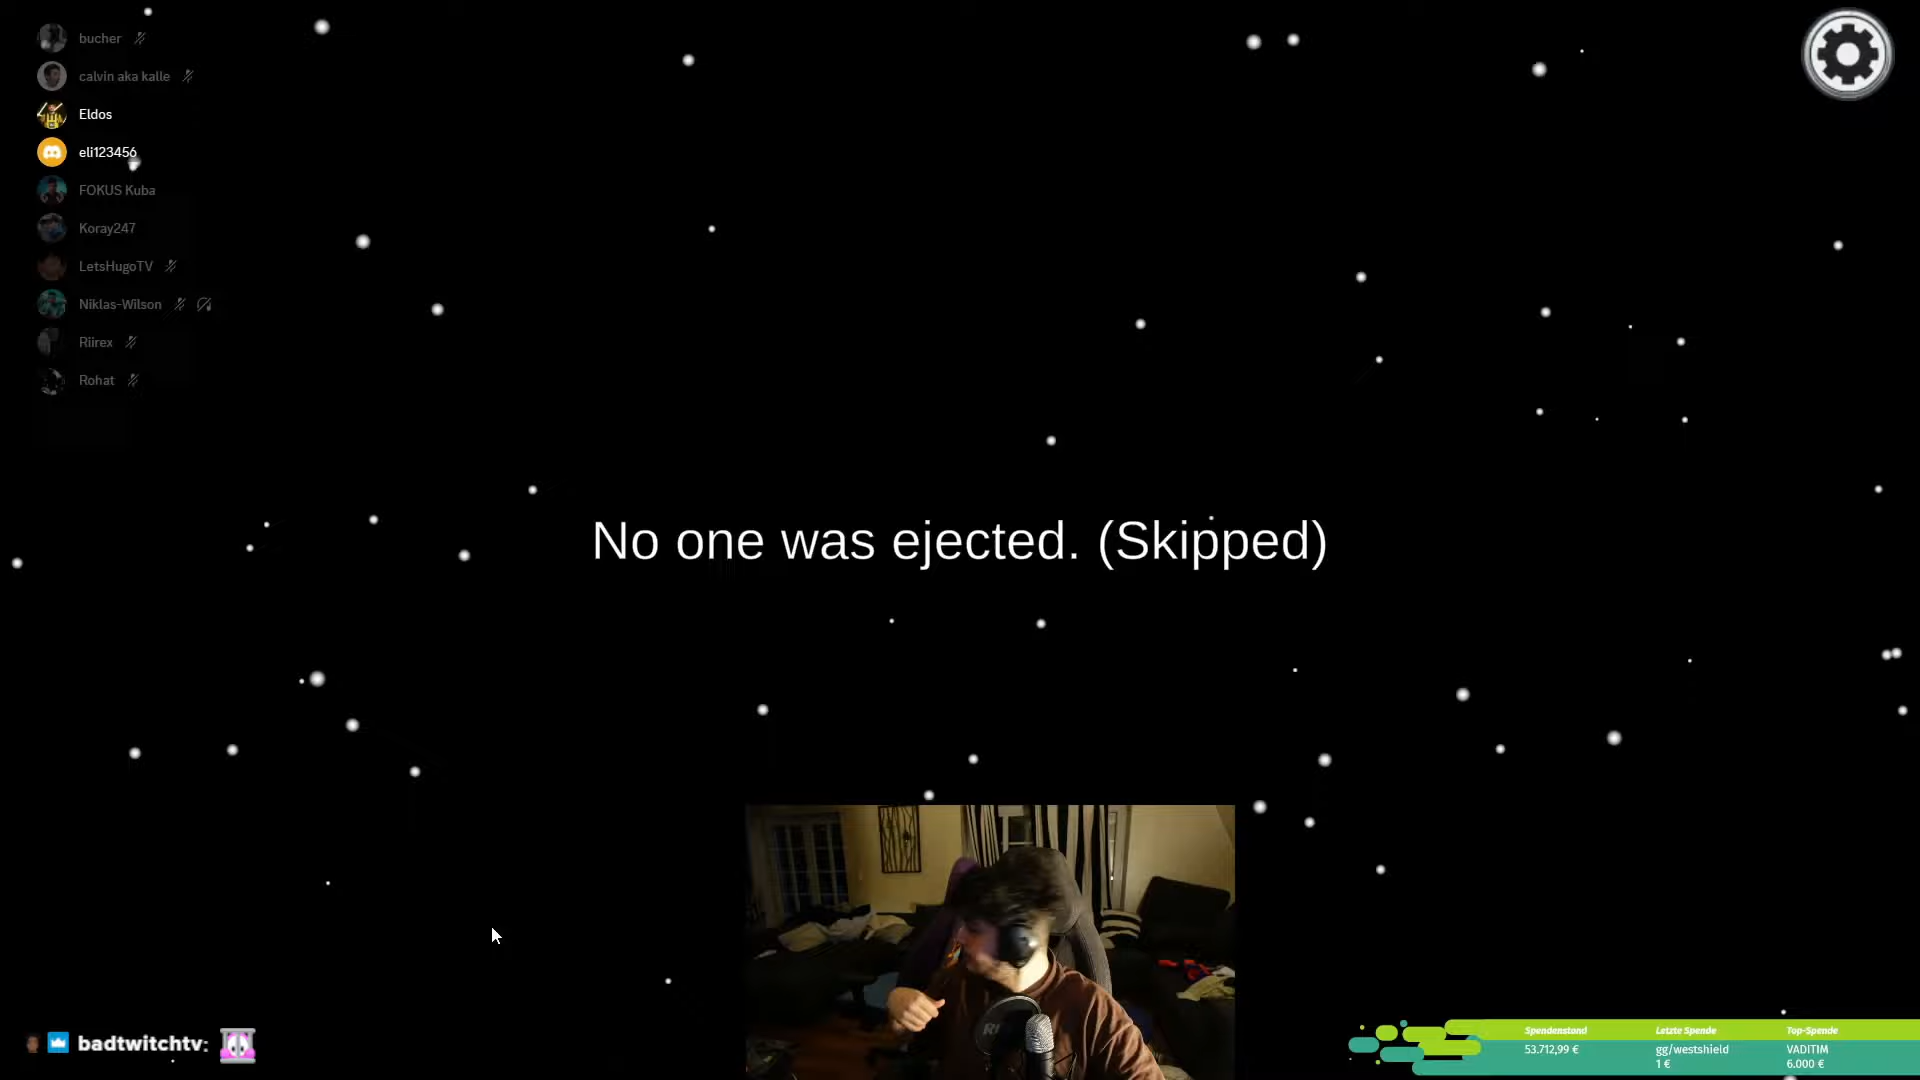 bucher
calvin aka kalle
Eldos
eli123456
FOKUS Kuba
Koray247
LetsHugoTV
Niklas-Wilson
Riirex
Rohat
No one was ejected. (Skipped)
badtwitchtv:
Spendenstand Letzte Spende Top-Spende
53.712,99 € gg/westshield VADITIM
1 € 6.000 €